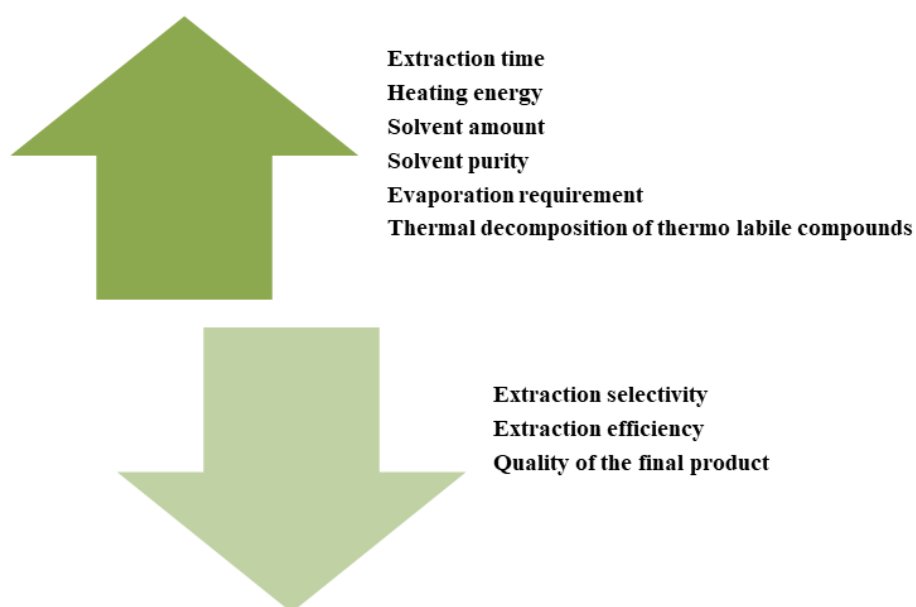 Extraction time
Heating energy
Solvent amount
Solvent purity
Evaporation requirement
Thermal decomposition of thermo labile compounds
Extraction selectivity
Extraction efficiency
Quality of the final product